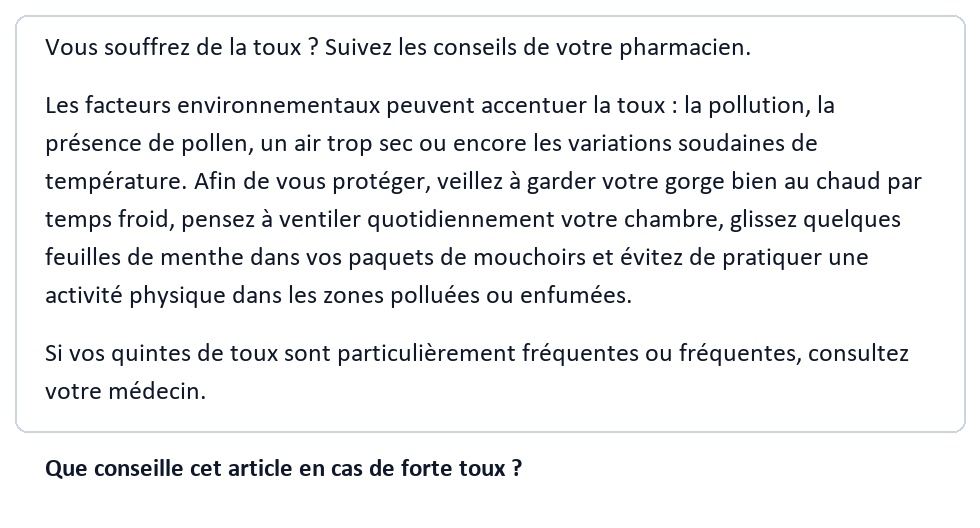 Vous souffrez de la toux ? Suivez les conseils de votre pharmacien.
Les facteurs environnementaux peuvent accentuer la toux : la pollution, la
présence de pollen, un air trop sec ou encore les variations soudaines de
température. Afin de vous protéger, veillez à garder votre gorge bien au chaud par
temps froid, pensez à ventiler quotidiennement votre chambre, glissez quelques
feuilles de menthe dans vos paquets de mouchoirs et évitez de pratiquer une
activité physique dans les zones polluées ou enfumées.
Si vos quintes de toux sont particulièrement fréquentes ou fréquentes, consultez
votre médecin.
Que conseille cet article en cas de forte toux ?